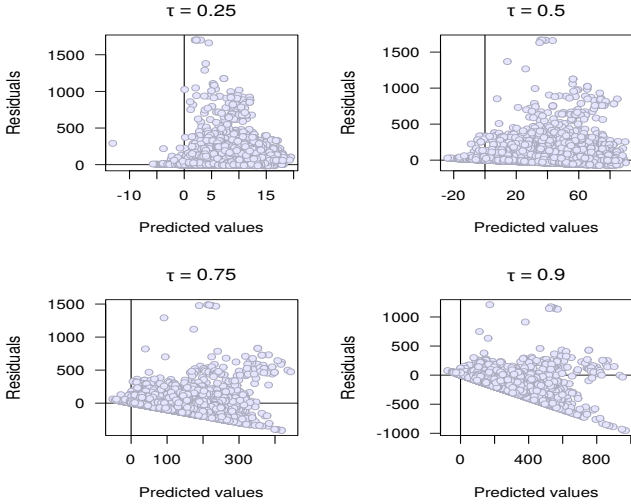 τ = 0.25
Residuals
1500
1000
500
0
-10
0
5
15
Predicted values
τ = 0.5
Residuals
1500
1000
500
0
-20
20
60
Predicted values
τ = 0.75
Residuals
1500
1000
500
0
0
100
300
Predicted values
τ = 0.9
Residuals
1000
500
0
-500
-1000
0
400
800
Predicted values